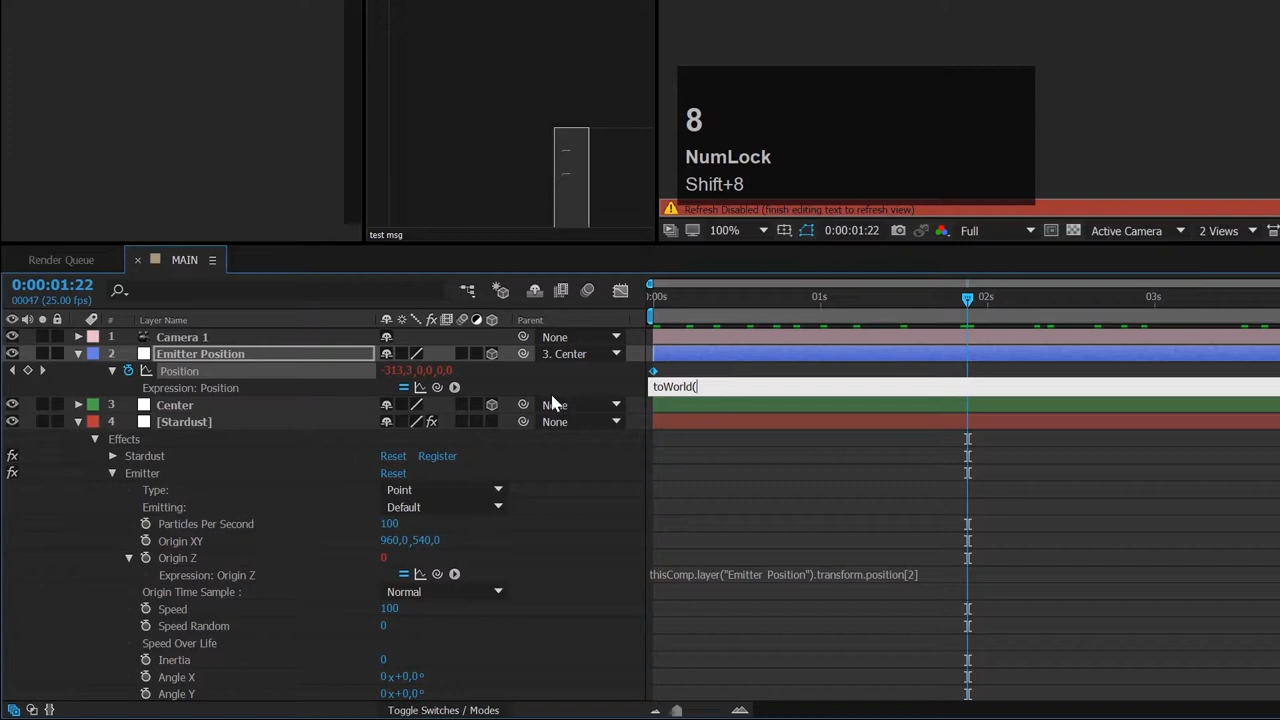 8
NumLock
Shift+8
Refresh Disabled (finish editing text to refresh view)
test msg
100% 0:00:01:22 Full Active Camera 2 Views
Render Queue × MAIN
0:00:01:22
00047 (25.00 fps)
:00s 01s 02s 03s
Layer Name Parent
1 Camera 1 None
2 Emitter Position 3. Center
Position -313,3,0,0,0,0
Expression: Position toWorld(
3 Center None
4 [Stardust] None
Effects
Stardust Reset Register
Emitter Reset
Type: Point
Emitting: Default
Particles Per Second 100
Origin XY 960,0,540,0
Origin Z 0
Expression: Origin Z thisComp.layer("Emitter Position").transform.position[2]
Origin Time Sample: Normal
Speed 100
Speed Random 0
Speed Over Life
Inertia 0
Angle X 0x+0,0°
Angle Y 0x+0,0°
Toggle Switches / Modes